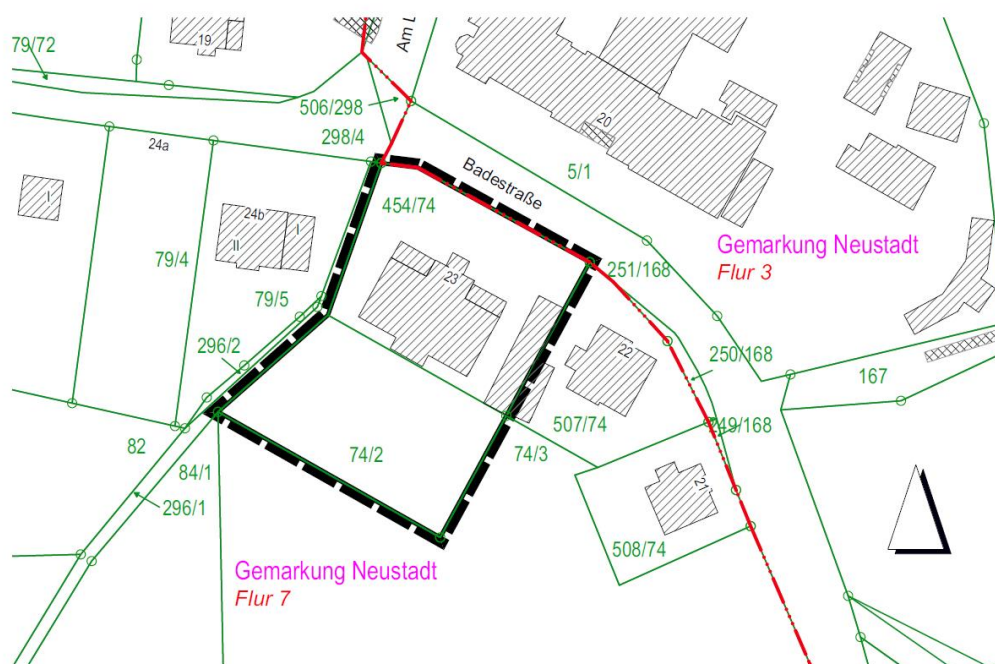 79/72
19
Am
506/298
298/4
24a
20
5/1
Badestraße
454/74
I
24b
II
I
79/4
79/5
23
251/168
Gemarkung Neustadt
Flur 3
22
296/2
250/168
167
249/168
507/74
82
84/1
74/2
74/3
21
296/1
508/74
Gemarkung Neustadt
Flur 7